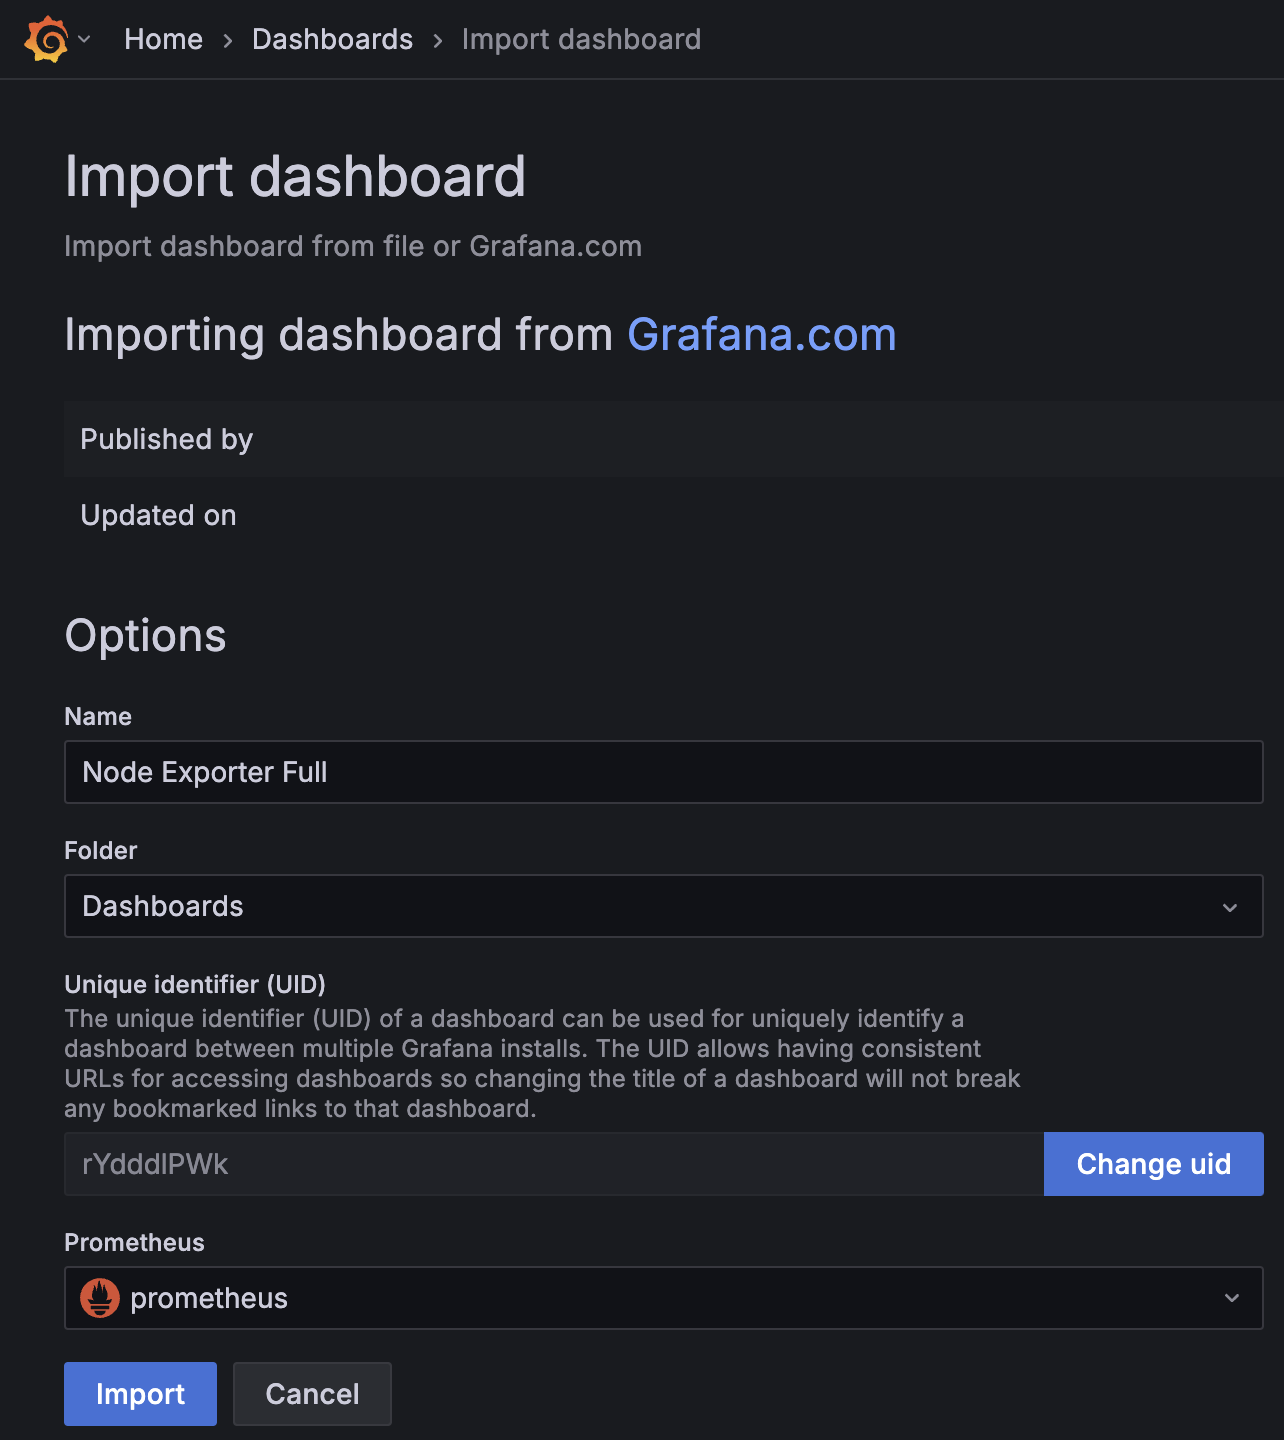 Home > Dashboards > Import dashboard
Import dashboard
Import dashboard from file or Grafana.com
Importing dashboard from Grafana.com
Published by
Updated on
Options
Name
Node Exporter Full
Folder
Dashboards
Unique identifier (UID)
The unique identifier (UID) of a dashboard can be used for uniquely identify a
dashboard between multiple Grafana installs. The UID allows having consistent
URLs for accessing dashboards so changing the title of a dashboard will not break
any bookmarked links to that dashboard.
rYdddlPWk
Change uid
Prometheus
prometheus
Import
Cancel